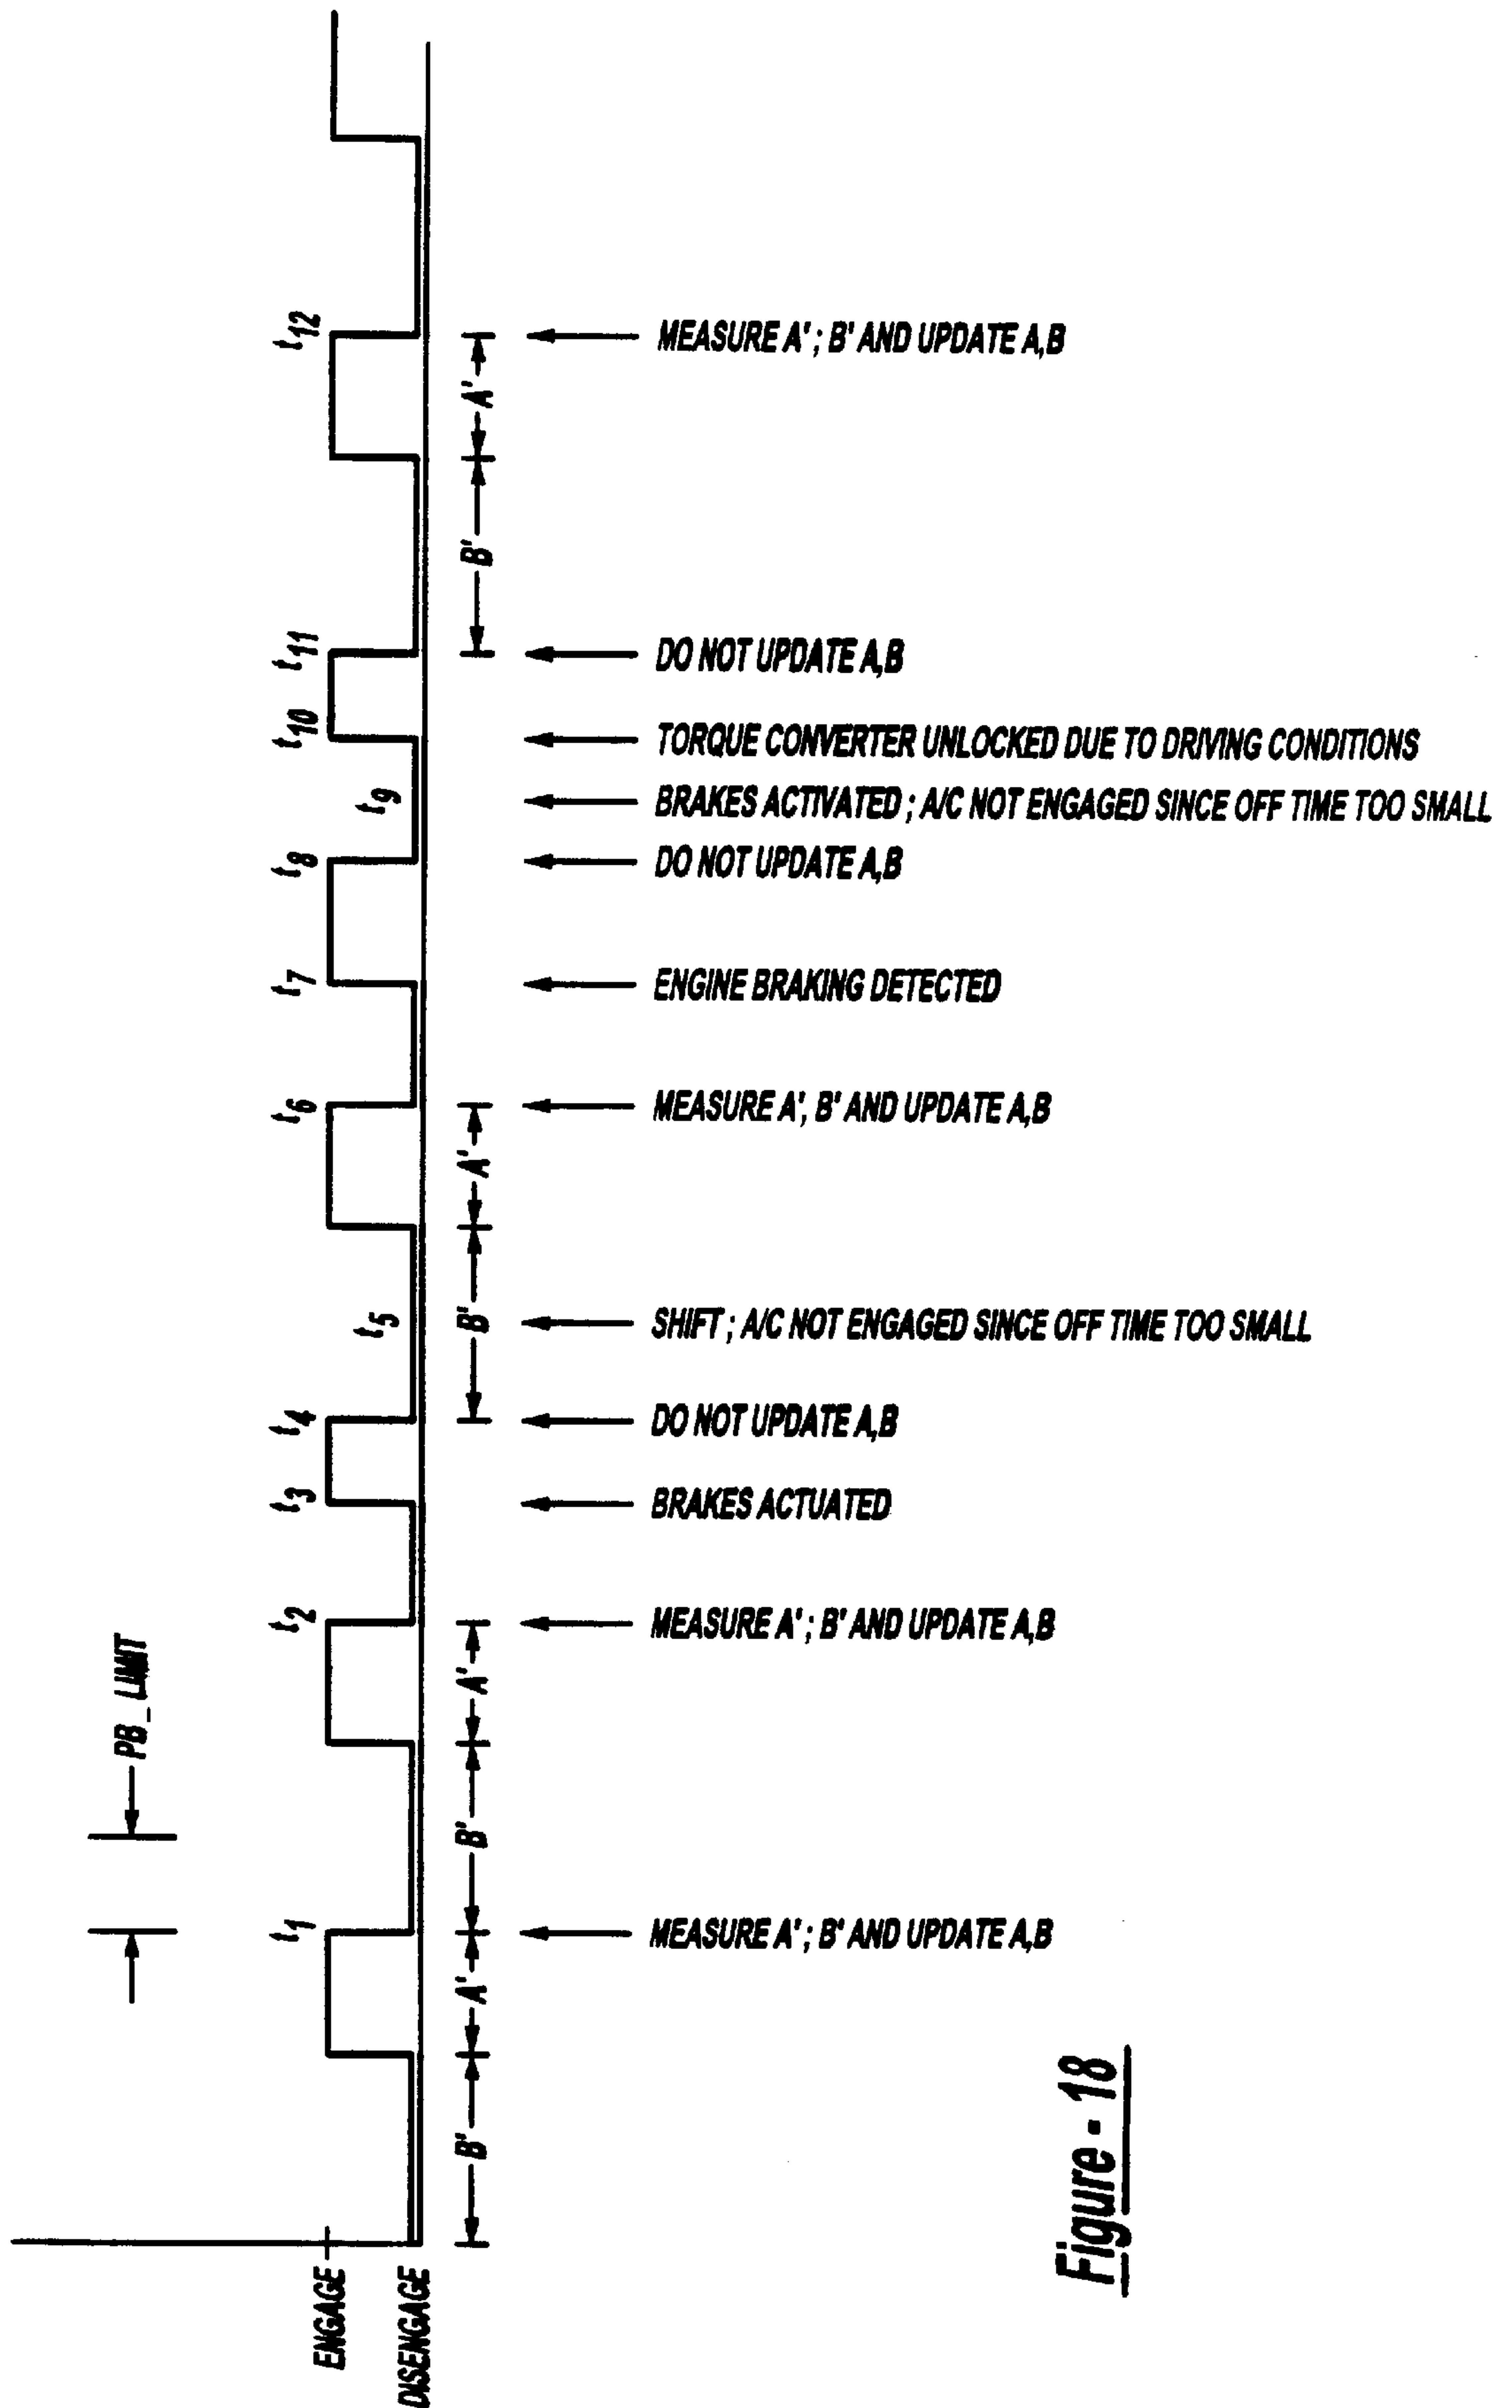 PB_LIMIT
t1
t2
t3
t4
t5
t6
t7
t8
t9
t10
t11
t12
ENGAGE
DISENGAGE
B' A' B' A' B' A' B' A'
MEASURE A' ; B' AND UPDATE A,B
MEASURE A' ; B' AND UPDATE A,B
BRAKES ACTUATED
DO NOT UPDATE A,B
SHIFT ; A/C NOT ENGAGED SINCE OFF TIME TOO SMALL
MEASURE A', B' AND UPDATE A,B
ENGINE BRAKING DETECTED
DO NOT UPDATE A,B
BRAKES ACTIVATED ; A/C NOT ENGAGED SINCE OFF TIME TOO SMALL
TORQUE CONVERTER UNLOCKED DUE TO DRIVING CONDITIONS
DO NOT UPDATE A,B
MEASURE A' ; B' AND UPDATE A,B
Figure - 18